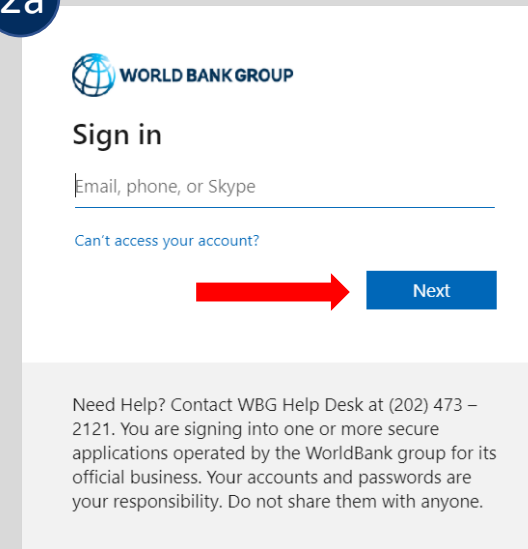 2a
WORLD BANK GROUP
Sign in
Email, phone, or Skype
Can't access your account?
Next
Need Help? Contact WBG Help Desk at (202) 473 –
2121. You are signing into one or more secure
applications operated by the WorldBank group for its
official business. Your accounts and passwords are
your responsibility. Do not share them with anyone.